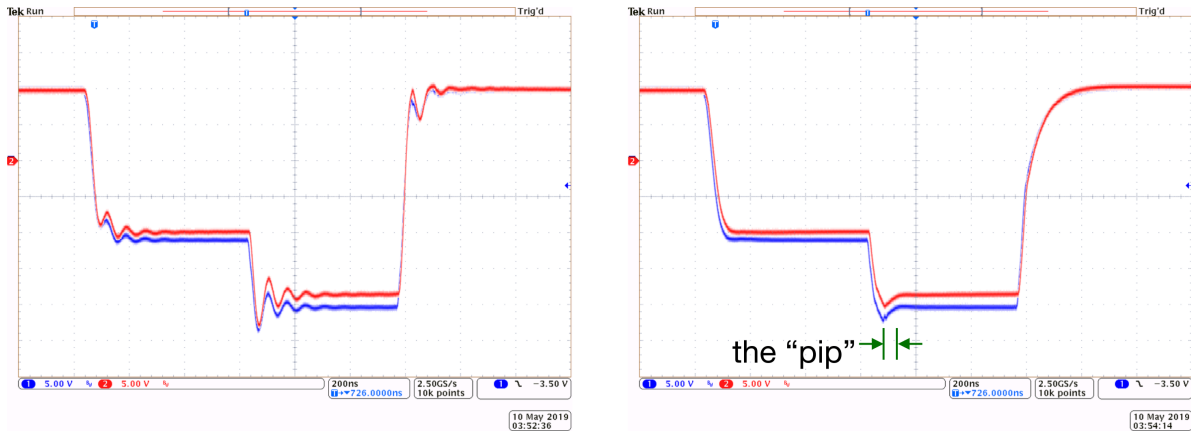 Tek Run
Trig'd
T
T
2
1 5.00 V
2 5.00 V
200ns
T→▼726.0000ns
2.50GS/s
10k points
1 −3.50 V
10 May 2019
03:52:36
Tek Run
Trig'd
T
T
2
the “pip”
1 5.00 V
2 5.00 V
200ns
T→▼726.0000ns
2.50GS/s
10k points
1 −3.50 V
10 May 2019
03:54:14